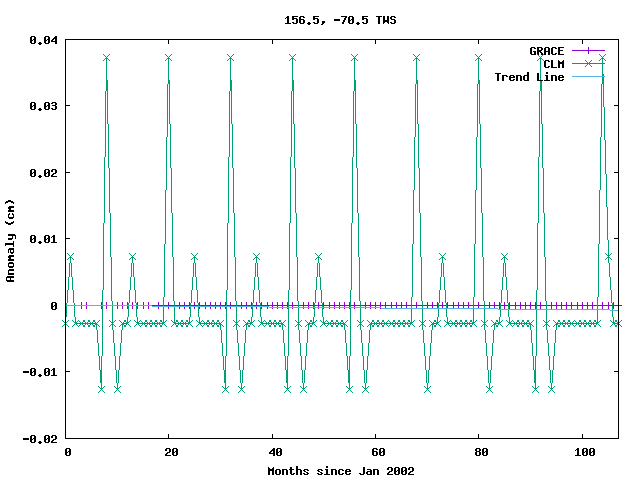 156.5, -70.5 TWS
0.04
0.03
0.02
0.01
0
-0.01
-0.02
Anomaly (cm)
GRACE
CLM
Trend Line
0 20 40 60 80 100
Months since Jan 2002